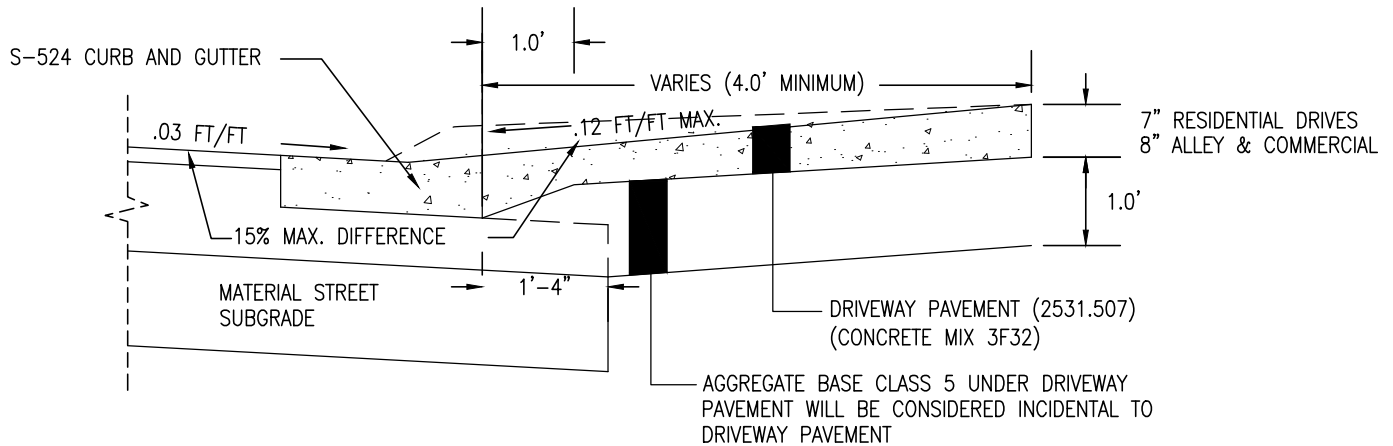 1.0'
S-524 CURB AND GUTTER
VARIES (4.0' MINIMUM)
.03 FT/FT
.12 FT/FT MAX.
7" RESIDENTIAL DRIVES
8" ALLEY & COMMERCIAL
1.0'
15% MAX. DIFFERENCE
1'-4"
MATERIAL STREET
SUBGRADE
DRIVEWAY PAVEMENT (2531.507)
(CONCRETE MIX 3F32)
AGGREGATE BASE CLASS 5 UNDER DRIVEWAY
PAVEMENT WILL BE CONSIDERED INCIDENTAL TO
DRIVEWAY PAVEMENT